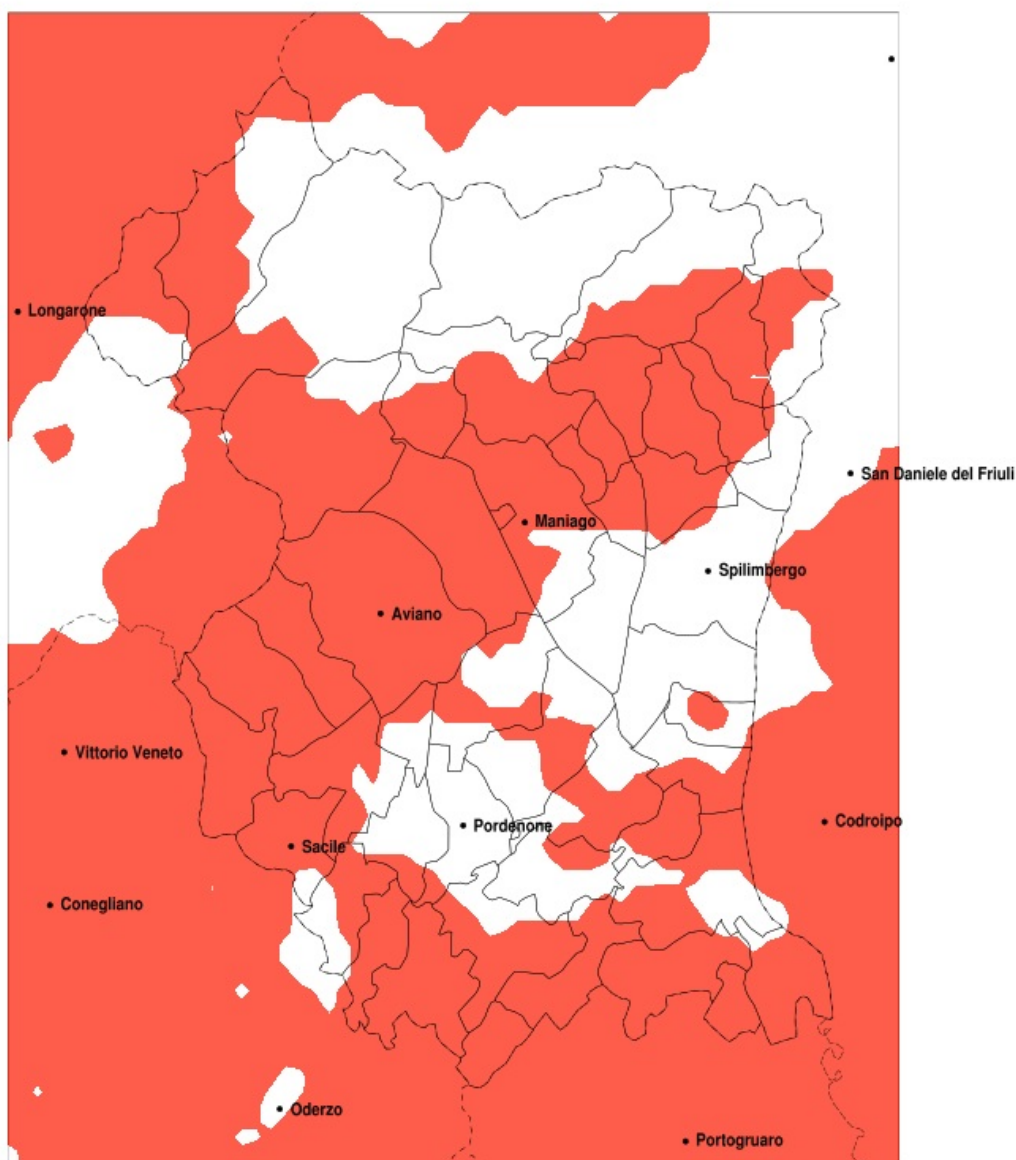 Longarone
San Daniele del Friuli
Maniago
Spilimbergo
Aviano
Vittorio Veneto
Codroipo
Pordenone
Sacile
Conegliano
Oderzo
Portogruaro